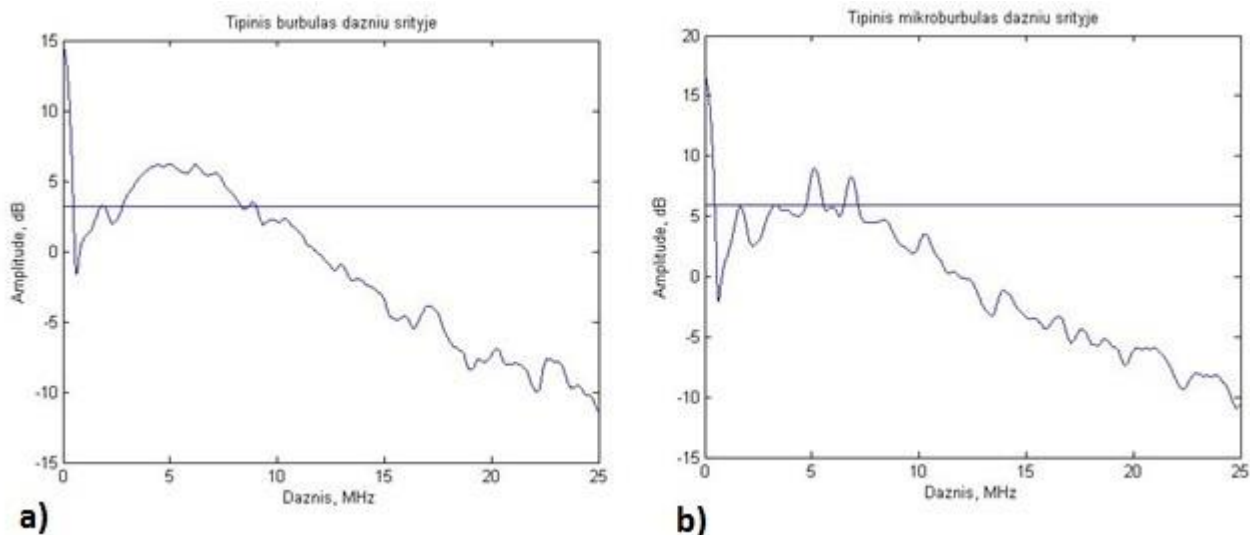 Tipinis burbulas dazniu srityje
15
10
5
0
-5
-10
-15
Amplitude, dB
0 5 10 15 20 25
Daznis, MHz
a)
Tipinis mikroburbulas dazniu srityje
20
15
10
5
0
-5
-10
-15
Amplitude, dB
0 5 10 15 20 25
Daznis, MHz
b)